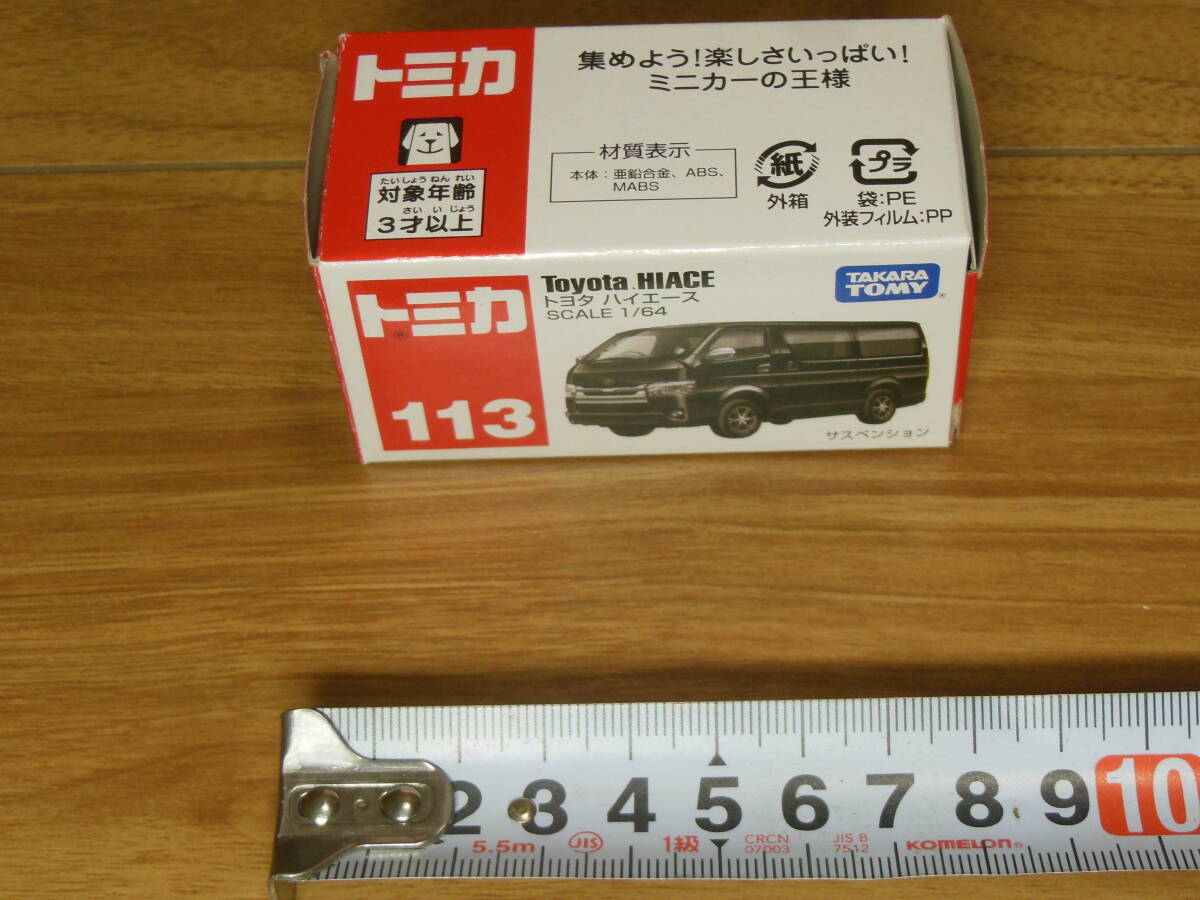 トミカ
たいしょうねんれい
対象年齢
さいいじょう
3才以上
集めよう!楽しさいっぱい!
ミニカーの王様
材質表示
本体:亜鉛合金、ABS、
MABS
紙
外箱
プラ
袋:PE
外装フィルム:PP
トミカ®
113
Toyota HIACE
トヨタ ハイエース
SCALE 1/64
TAKARA
TOMY®
サスペンション
2 3 4 5 6 7 8 9 10
5.5m JIS 1級 CRCN 07003 JIS B 7512 KOMELON®